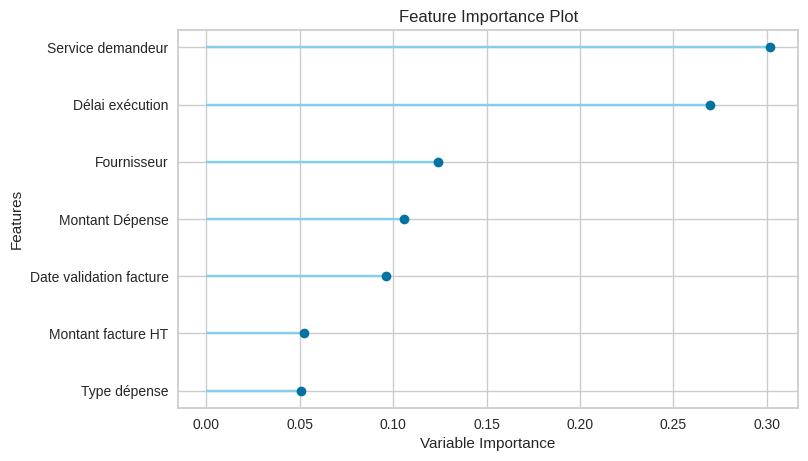 Feature Importance Plot
Service demandeur
Délai exécution
Fournisseur
Montant Dépense
Date validation facture
Montant facture HT
Type dépense
Features
0.00 0.05 0.10 0.15 0.20 0.25 0.30
Variable Importance